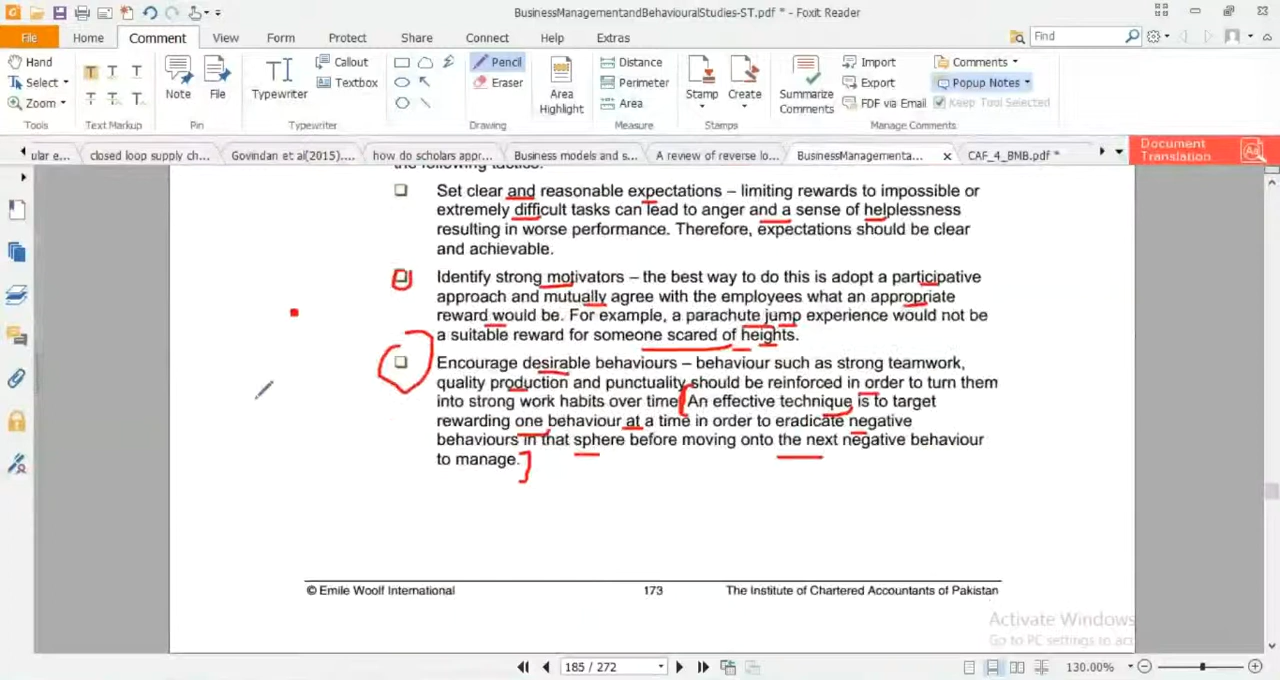 BusinessManagementandBehaviouralStudies-ST.pdf * - Foxit Reader
File Home Comment View Form Protect Share Connect Help Extras Find
Hand Callout Pencil Distance Import Comments
Select Note File Typewriter Textbox Eraser Area Highlight Perimeter Stamp Create Summarize Comments Export Popup Notes
Zoom Area FDF via Email Keep Tool Selected
Tools Text Markup Pin Typewriter Drawing Measure Stamps Manage Comments
ular e... closed loop supply ch... Govindan et al(2015).... how do scholars appr... Business models and s... A review of reverse lo... BusinessManagementa... CAF_4_BMB.pdf * Document Translation
the following tactics:
Set clear and reasonable expectations – limiting rewards to impossible or
extremely difficult tasks can lead to anger and a sense of helplessness
resulting in worse performance. Therefore, expectations should be clear
and achievable.
Identify strong motivators – the best way to do this is adopt a participative
approach and mutually agree with the employees what an appropriate
reward would be. For example, a parachute jump experience would not be
a suitable reward for someone scared of heights.
Encourage desirable behaviours – behaviour such as strong teamwork,
quality production and punctuality should be reinforced in order to turn them
into strong work habits over time. An effective technique is to target
rewarding one behaviour at a time in order to eradicate negative
behaviours in that sphere before moving onto the next negative behaviour
to manage.
© Emile Woolf International 173 The Institute of Chartered Accountants of Pakistan
Activate Windows
Go to PC settings to
185 / 272 130.00%